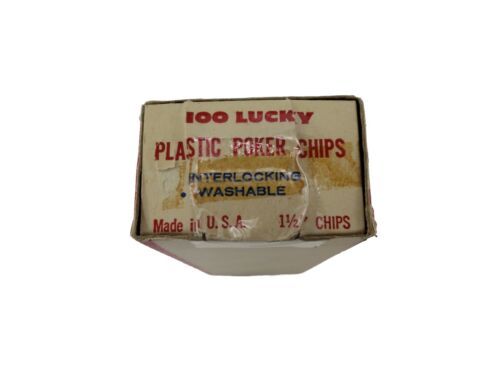 100 LUCKY
PLASTIC POKER CHIPS
INTERLOCKING
• WASHABLE
Made in U.S.A. 1½" CHIPS